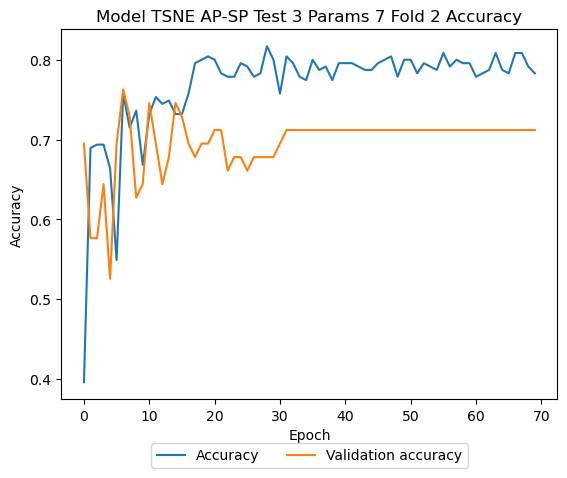 Model TSNE AP-SP Test 3 Params 7 Fold 2 Accuracy
0.8
0.7
0.6
0.5
0.4
Accuracy
0 10 20 30 40 50 60 70
Epoch
Accuracy Validation accuracy